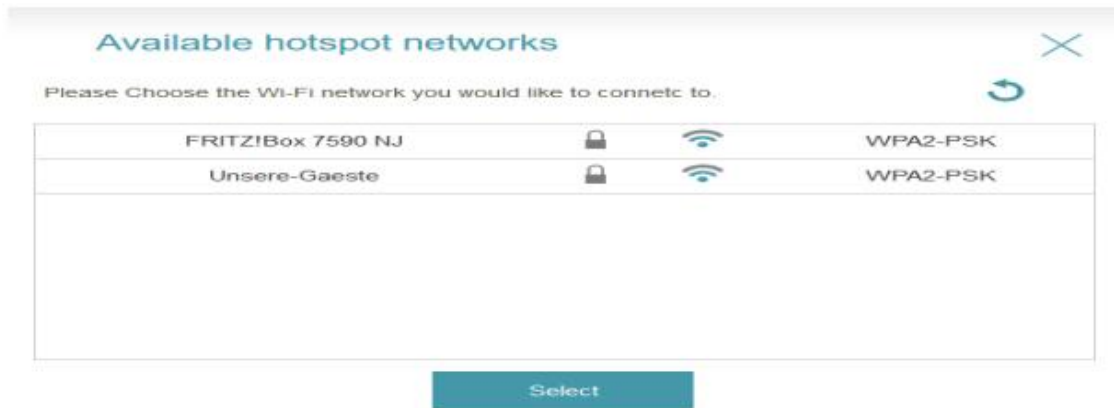 Available hotspot networks
Please Choose the Wi-Fi network you would like to connetc to.
FRITZ!Box 7590 NJ WPA2-PSK
Unsere-Gaeste WPA2-PSK
Select